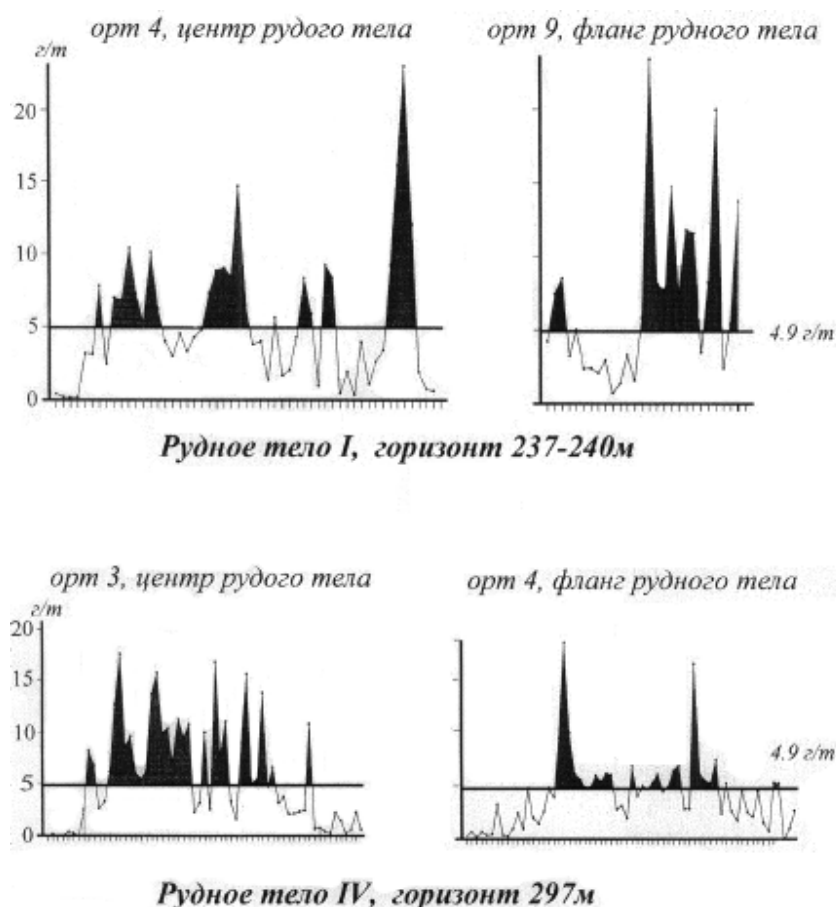 орт 4, центр рудого тела
орт 9, фланг рудного тела
г/т
20
15
10
5
0
4.9 г/т
Рудное тело I, горизонт 237-240м
орт 3, центр рудого тела
орт 4, фланг рудного тела
г/т
20
15
10
5
0
4.9 г/т
Рудное тело IV, горизонт 297м